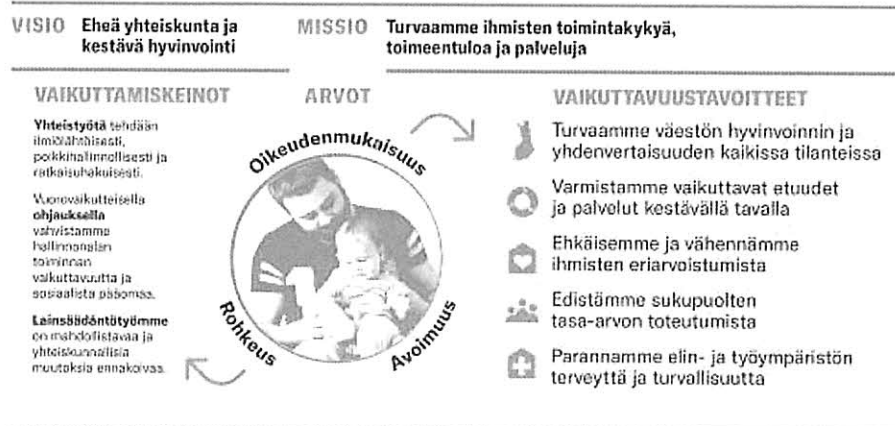 VISIO Eheä yhteiskunta ja
kestävä hyvinvointi
MISSIO Turvaamme ihmisten toimintakykyä,
toimeentuloa ja palveluja
VAIKUTTAMISKEINOT
Yhteistyötä tehdään
ilmiölähtöisesti,
poikkihallinnollisesti ja
ratkaisuhakuisesti.
Vuorovaikutteisella
ohjauksella
vahvistamme
hallinnonalan
toiminnan
vaikuttavuutta ja
sosiaalista pääomaa.
Lainsäädäntötyömme
on mahdollistavaa ja
yhteiskunnallisia
muutoksia ennakoivaa.
ARVOT
Oikeudenmukaisuus
Rohkeus
Avoimuus
VAIKUTTAVUUSTAVOITTEET
Turvaamme väestön hyvinvoinnin ja
yhdenvertaisuuden kaikissa tilanteissa
Varmistamme vaikuttavat etuudet
ja palvelut kestävällä tavalla
Ehkäisemme ja vähennämme
ihmisten eriarvoistumista
Edistämme sukupuolten
tasa-arvon toteutumista
Parannamme elin- ja työympäristön
terveyttä ja turvallisuutta